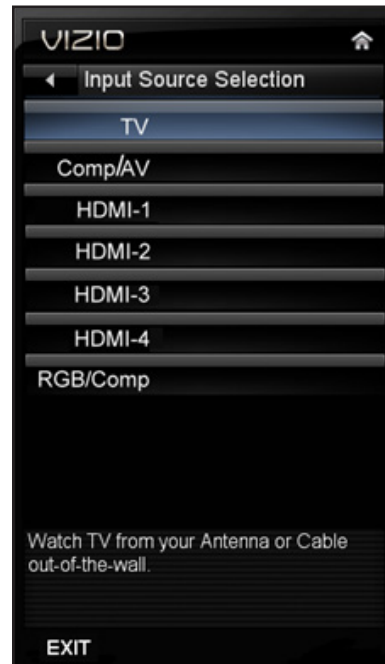 VIZIO
Input Source Selection
TV
Comp/AV
HDMI-1
HDMI-2
HDMI-3
HDMI-4
RGB/Comp
Watch TV from your Antenna or Cable
out-of-the-wall.
EXIT